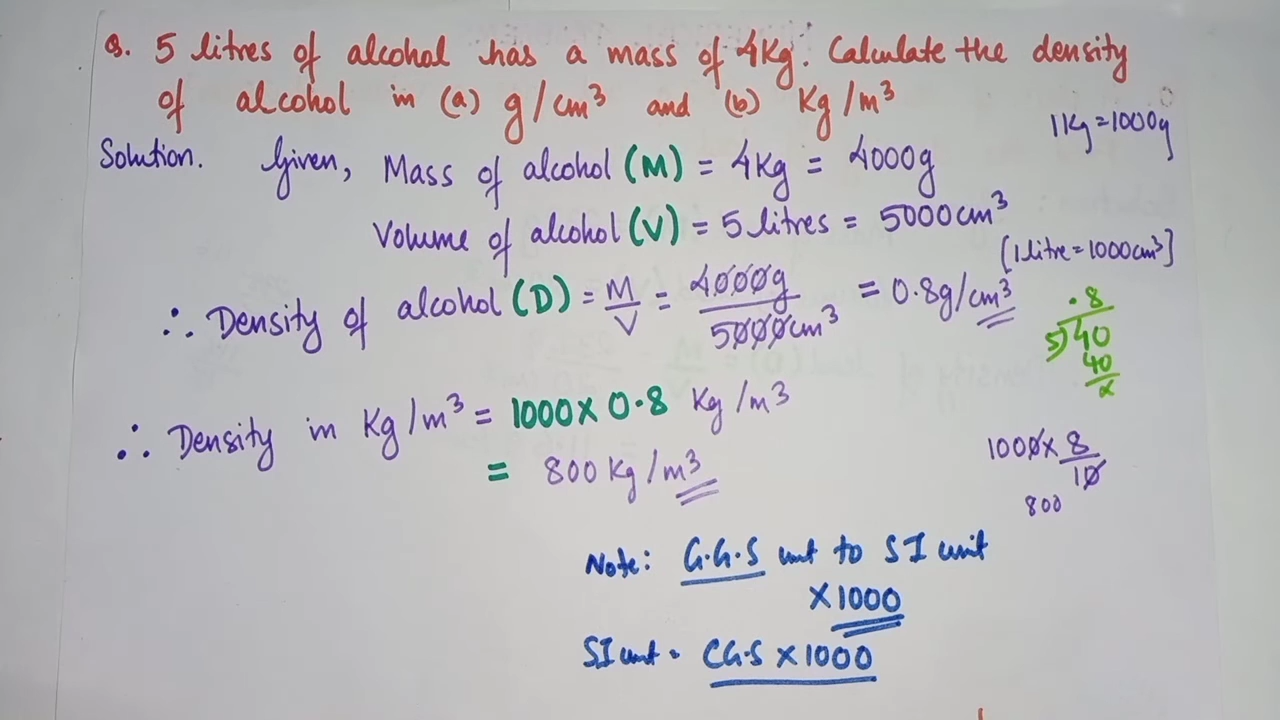 Q. 5 litres of alcohol has a mass of 4Kg. Calculate the density
of alcohol in (a) g/cm³ and (b) Kg/m³
1Kg=1000g
Solution. Given, Mass of alcohol (M) = 4Kg = 4000g
Volume of alcohol (V) = 5 litres = 5000cm³
[1 litre=1000cm³]
∴ Density of alcohol (D) = M/V = 4000g/5000cm³ = 0.8g/cm³
.8
5)40
40
x
∴ Density in Kg/m³ = 1000 x 0.8 Kg/m3
= 800 Kg/m3
1000 x 8/10
800
Note: G.G.S unit to SI unit
x 1000
SI unit = CG.S x 1000